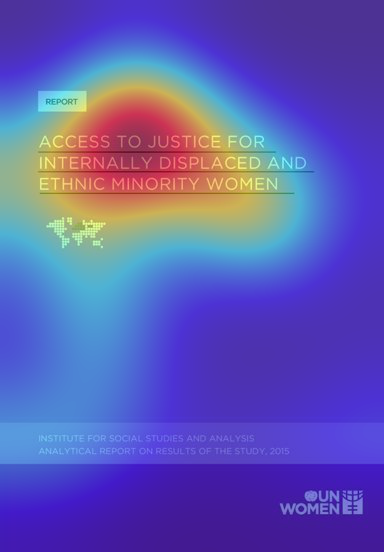 REPORT
ACCESS TO JUSTICE FOR
INTERNALLY DISPLACED AND
ETHNIC MINORITY WOMEN
INSTITUTE FOR SOCIAL STUDIES AND ANALYSIS
ANALYTICAL REPORT ON RESULTS OF THE STUDY, 2015
UN
WOMEN